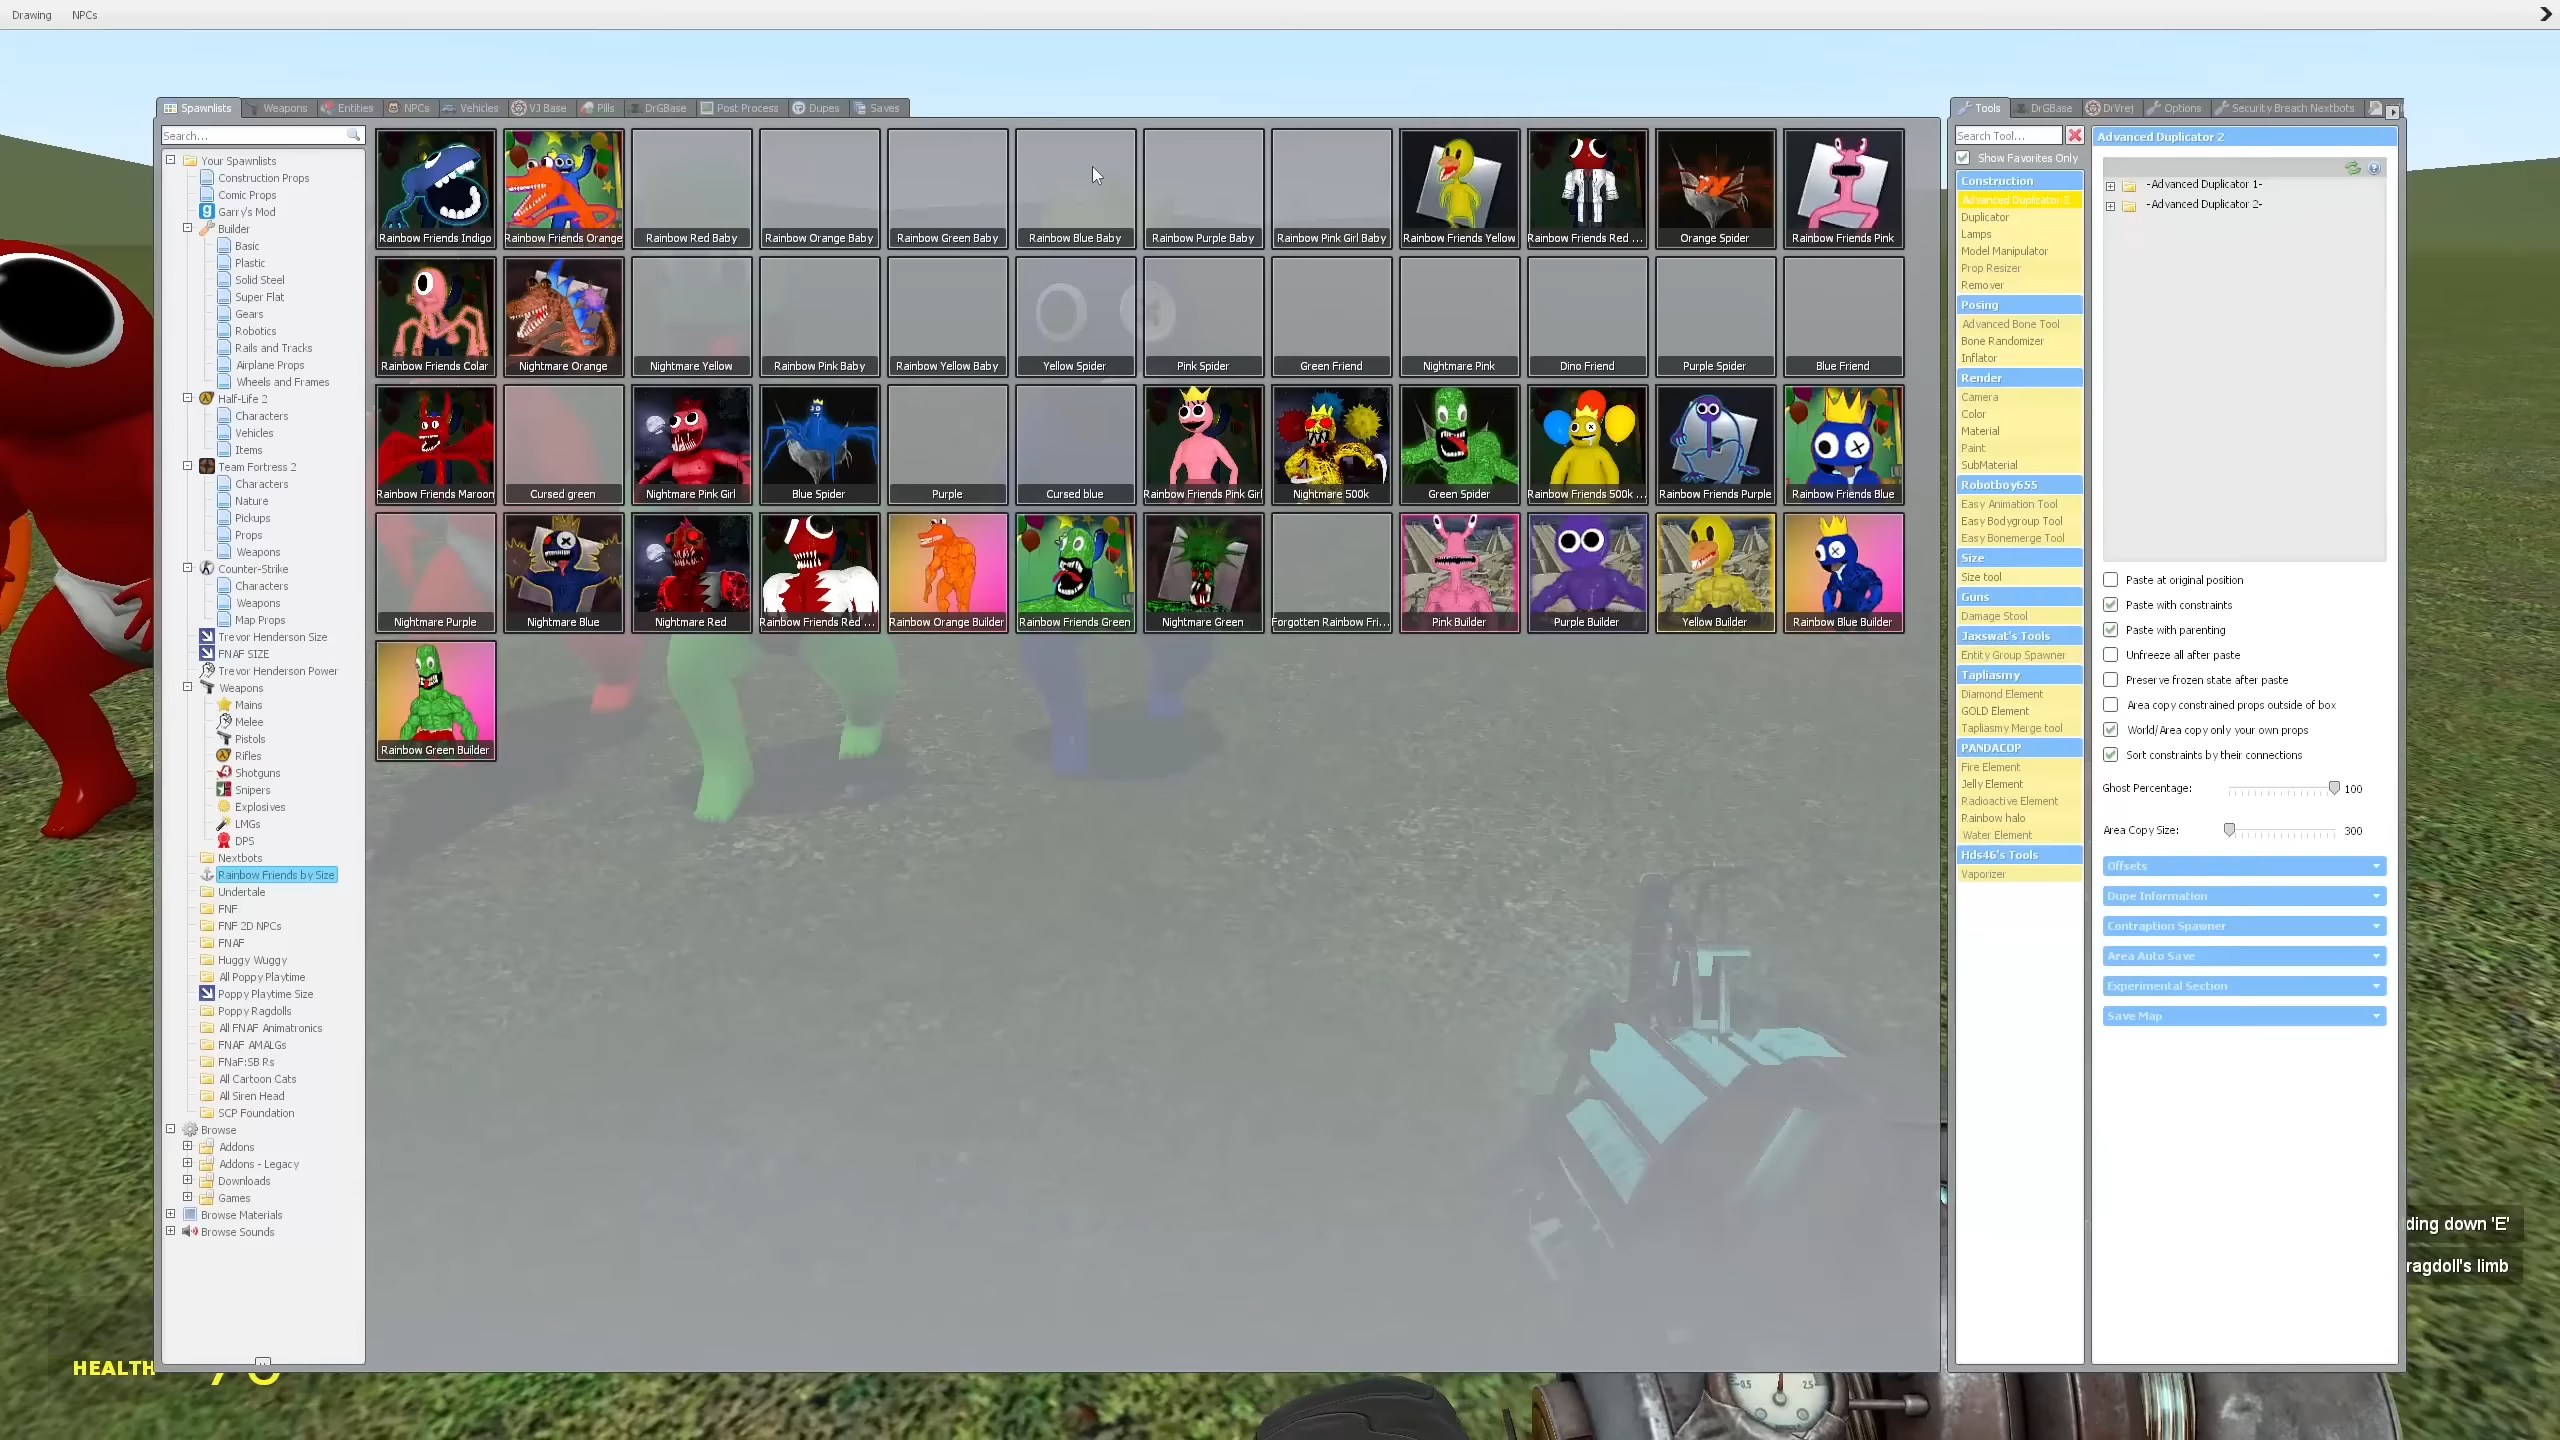 Drawing NPCs
Spawnlists Weapons Entities NPCs Vehicles VJ Base Pills DrGBase Post Process Dupes Saves
Search...
Your Spawnlists
Construction Props
Comic Props
Garry's Mod
Builder
Basic
Plastic
Solid Steel
Super Flat
Gears
Robotics
Rails and Tracks
Airplane Props
Wheels and Frames
Half-Life 2
Characters
Vehicles
Items
Team Fortress 2
Characters
Nature
Pickups
Props
Weapons
Counter-Strike
Characters
Weapons
Map Props
Trevor Henderson Size
FNAF SIZE
Trevor Henderson Power
Weapons
Mains
Melee
Pistols
Rifles
Shotguns
Snipers
Explosives
LMGs
DPS
Nextbots
Rainbow Friends by Size
Undertale
FNF
FNF 2D NPCs
FNAF
Huggy Wuggy
All Poppy Playtime
Poppy Playtime Size
Poppy Ragdolls
All FNAF Animatronics
FNAF AMALGs
FNaF:SB Rs
All Cartoon Cats
All Siren Head
SCP Foundation
Browse
Addons
Addons - Legacy
Downloads
Games
Browse Materials
Browse Sounds
Rainbow Friends Indigo Rainbow Friends Orange Rainbow Red Baby Rainbow Orange Baby Rainbow Green Baby Rainbow Blue Baby Rainbow Purple Baby Rainbow Pink Girl Baby Rainbow Friends Yellow Rainbow Friends Red ... Orange Spider Rainbow Friends Pink
Rainbow Friends Colar Nightmare Orange Nightmare Yellow Rainbow Pink Baby Rainbow Yellow Baby Yellow Spider Pink Spider Green Friend Nightmare Pink Dino Friend Purple Spider Blue Friend
Rainbow Friends Maroon Cursed green Nightmare Pink Girl Blue Spider Purple Cursed blue Rainbow Friends Pink Girl Nightmare 500k Green Spider Rainbow Friends 500k ... Rainbow Friends Purple Rainbow Friends Blue
Nightmare Purple Nightmare Blue Nightmare Red Rainbow Friends Red ... Rainbow Orange Builder Rainbow Friends Green Nightmare Green Forgotten Rainbow Fri... Pink Builder Purple Builder Yellow Builder Rainbow Blue Builder
Rainbow Green Builder
Tools DrGBase DrVrej Options Security Breach Nextbots
Search Tool...
Show Favorites Only
Construction
Advanced Duplicator 2
Duplicator
Lamps
Model Manipulator
Prop Resizer
Remover
Posing
Advanced Bone Tool
Bone Randomizer
Inflator
Render
Camera
Color
Material
Paint
SubMaterial
Robotboy655
Easy Animation Tool
Easy Bodygroup Tool
Easy Bonemerge Tool
Size
Size tool
Guns
Damage Stool
Jaxswat's Tools
Entity Group Spawner
Tapliasmy
Diamond Element
GOLD Element
Tapliasmy Merge tool
PANDACOP
Fire Element
Jelly Element
Radioactive Element
Rainbow halo
Water Element
Hds46's Tools
Vaporizer
Advanced Duplicator 2
-Advanced Duplicator 1-
-Advanced Duplicator 2-
Paste at original position
Paste with constraints
Paste with parenting
Unfreeze all after paste
Preserve frozen state after paste
Area copy constrained props outside of box
World/Area copy only your own props
Sort constraints by their connections
Ghost Percentage: 100
Area Copy Size: 300
Offsets
Dupe Information
Contraption Spawner
Area Auto Save
Experimental Section
Save Map
ding down 'E'
ragdoll's limb
HEALTH
0.5 2.5